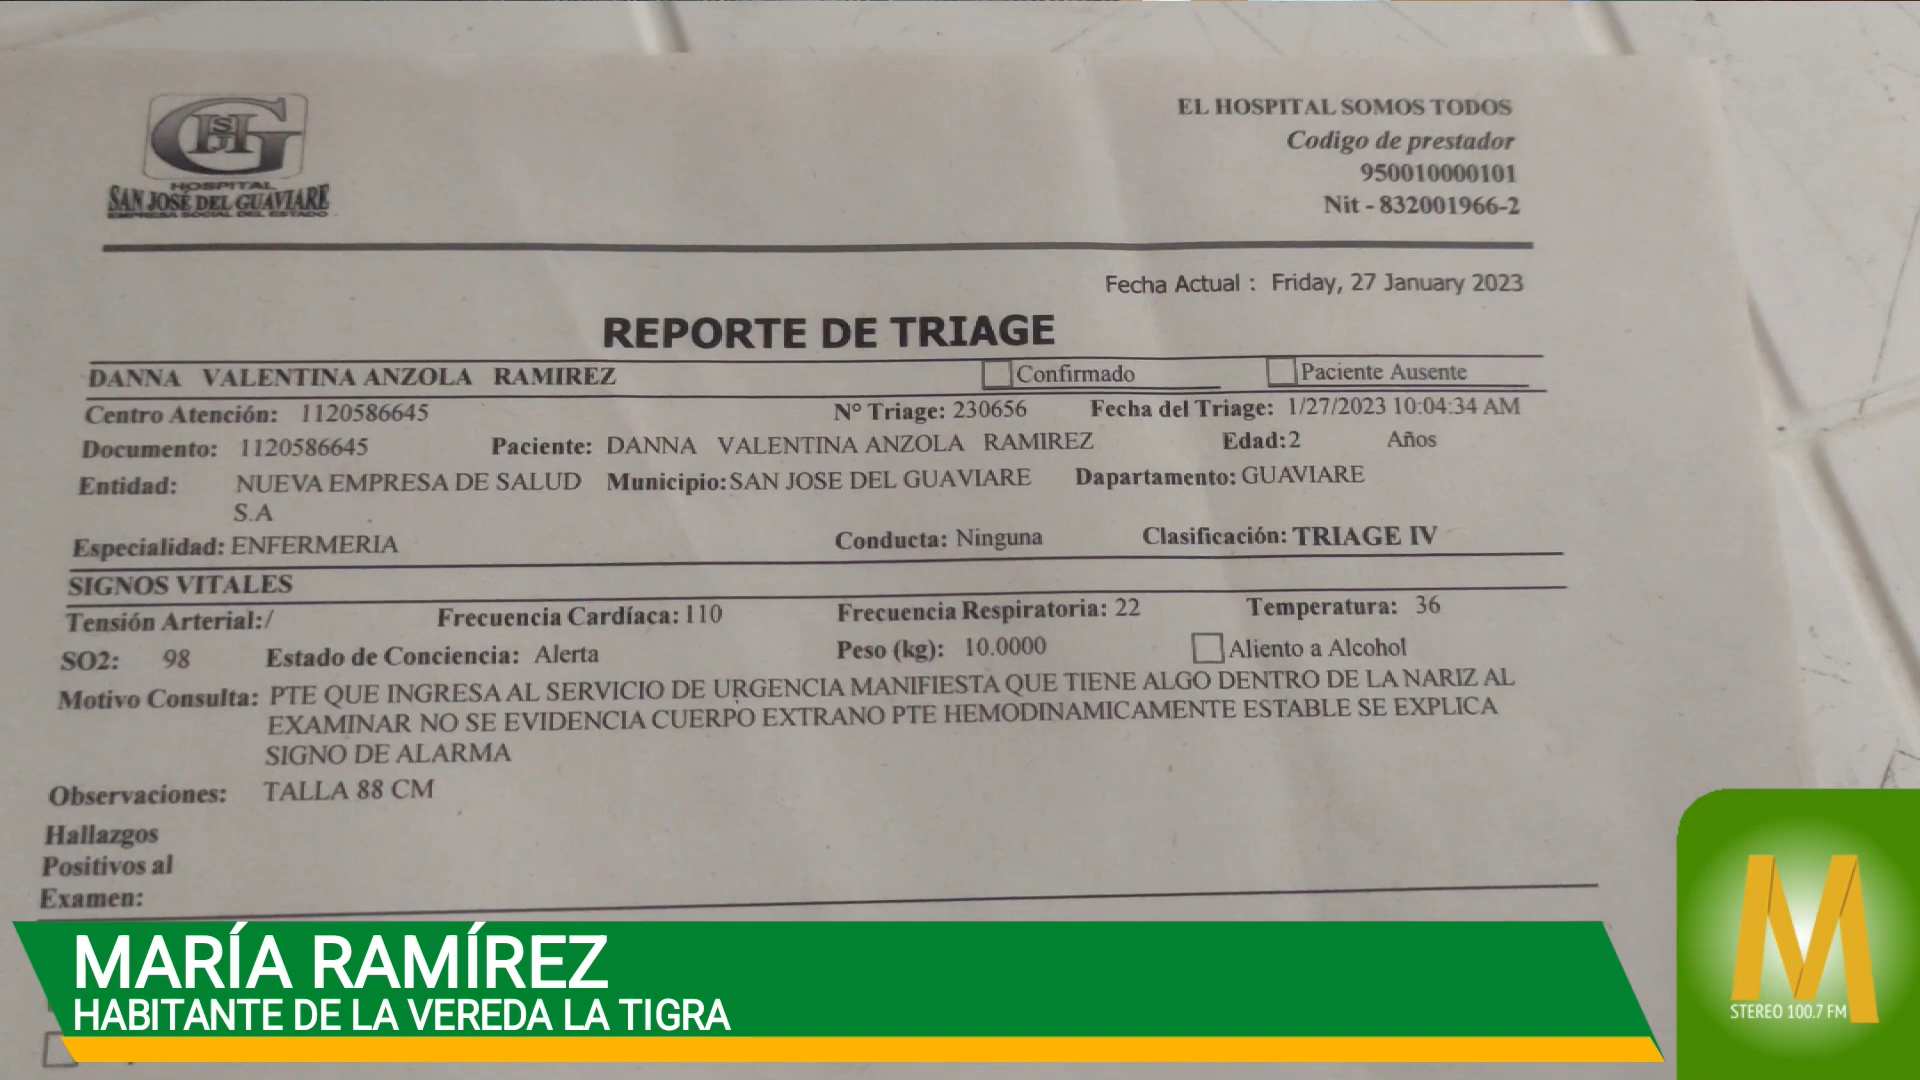 GHSJ
HOSPITAL
SAN JOSÉ DEL GUAVIARE
EMPRESA SOCIAL DEL ESTADO
EL HOSPITAL SOMOS TODOS
Codigo de prestador
950010000101
Nit - 832001966-2
Fecha Actual : Friday, 27 January 2023
REPORTE DE TRIAGE
DANNA VALENTINA ANZOLA RAMIREZ Confirmado Paciente Ausente
Centro Atención: 1120586645 N° Triage: 230656 Fecha del Triage: 1/27/2023 10:04:34 AM
Documento: 1120586645 Paciente: DANNA VALENTINA ANZOLA RAMIREZ Edad:2 Años
Entidad: NUEVA EMPRESA DE SALUD Municipio: SAN JOSE DEL GUAVIARE Dapartamento: GUAVIARE
S.A
Especialidad: ENFERMERIA Conducta: Ninguna Clasificación: TRIAGE IV
SIGNOS VITALES
Tensión Arterial:/ Frecuencia Cardíaca: 110 Frecuencia Respiratoria: 22 Temperatura: 36
SO2: 98 Estado de Conciencia: Alerta Peso (kg): 10.0000 Aliento a Alcohol
Motivo Consulta: PTE QUE INGRESA AL SERVICIO DE URGENCIA MANIFIESTA QUE TIENE ALGO DENTRO DE LA NARIZ AL
EXAMINAR NO SE EVIDENCIA CUERPO EXTRANO PTE HEMODINAMICAMENTE ESTABLE SE EXPLICA
SIGNO DE ALARMA
Observaciones: TALLA 88 CM
Hallazgos
Positivos al
Examen:
MARÍA RAMÍREZ
HABITANTE DE LA VEREDA LA TIGRA
M
STEREO 100.7 FM